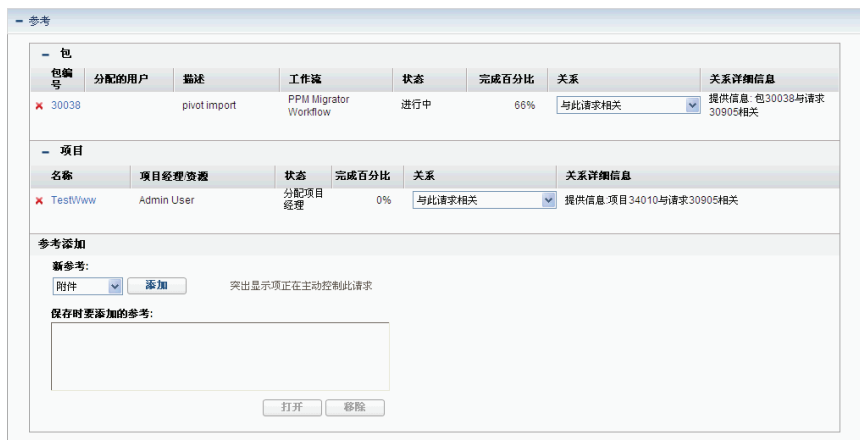 参考
包
包编号 分配的用户 描述 工作流 状态 完成百分比 关系 关系详细信息
30038 pivot import PPM Migrator Workflow 进行中 66% 与此请求相关 提供信息: 包30038与请求30905相关
项目
名称 项目经理/资源 状态 完成百分比 关系 关系详细信息
TestWww Admin User 分配项目经理 0% 与此请求相关 提供信息:项目34010与请求30905相关
参考添加
新参考:
附件 添加 突出显示项正在主动控制此请求
保存时要添加的参考:
打开 移除